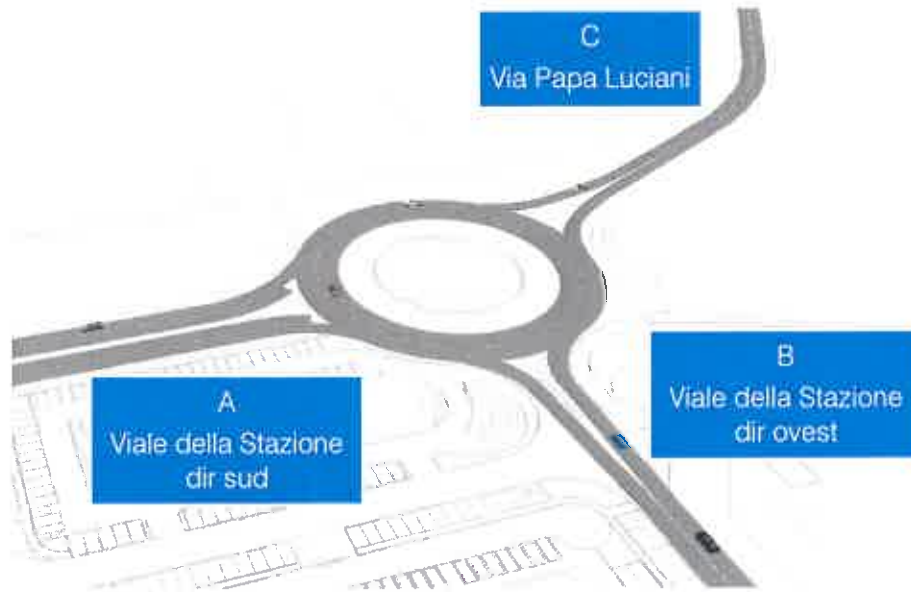 C
Via Papa Luciani
B
Viale della Stazione
dir ovest
A
Viale della Stazione
dir sud